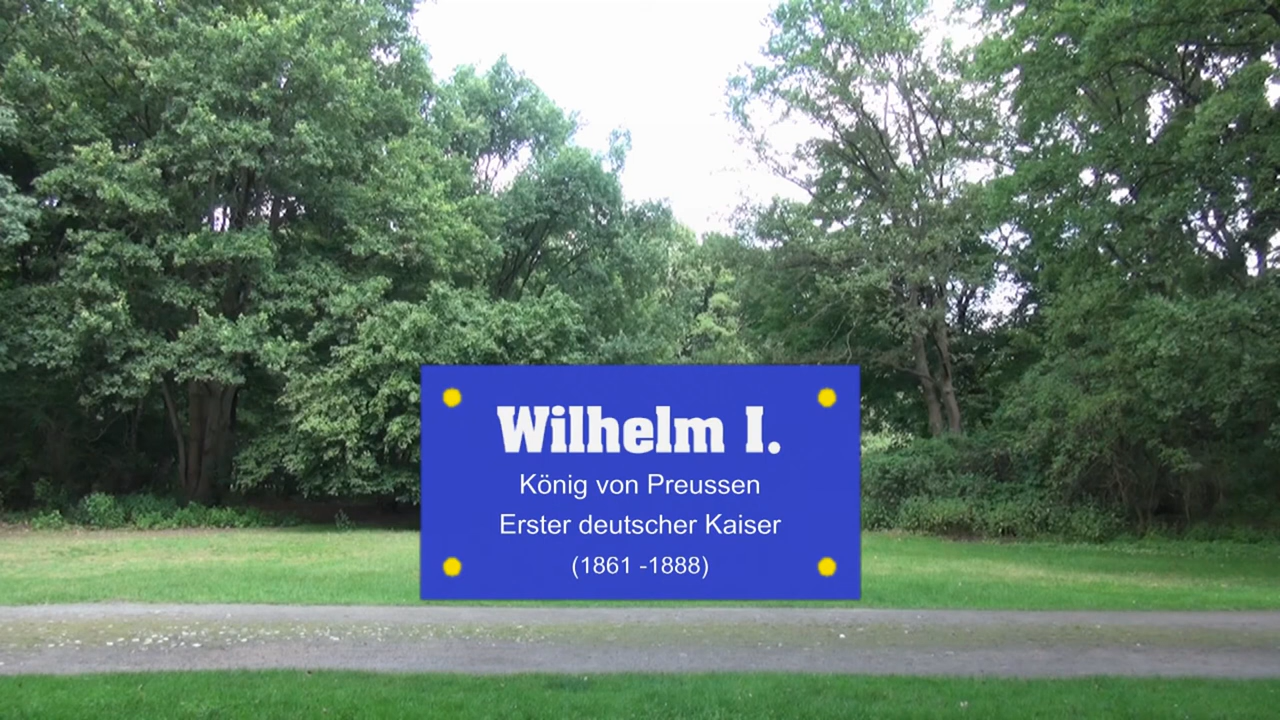 Wilhelm I.
König von Preussen
Erster deutscher Kaiser
(1861 -1888)